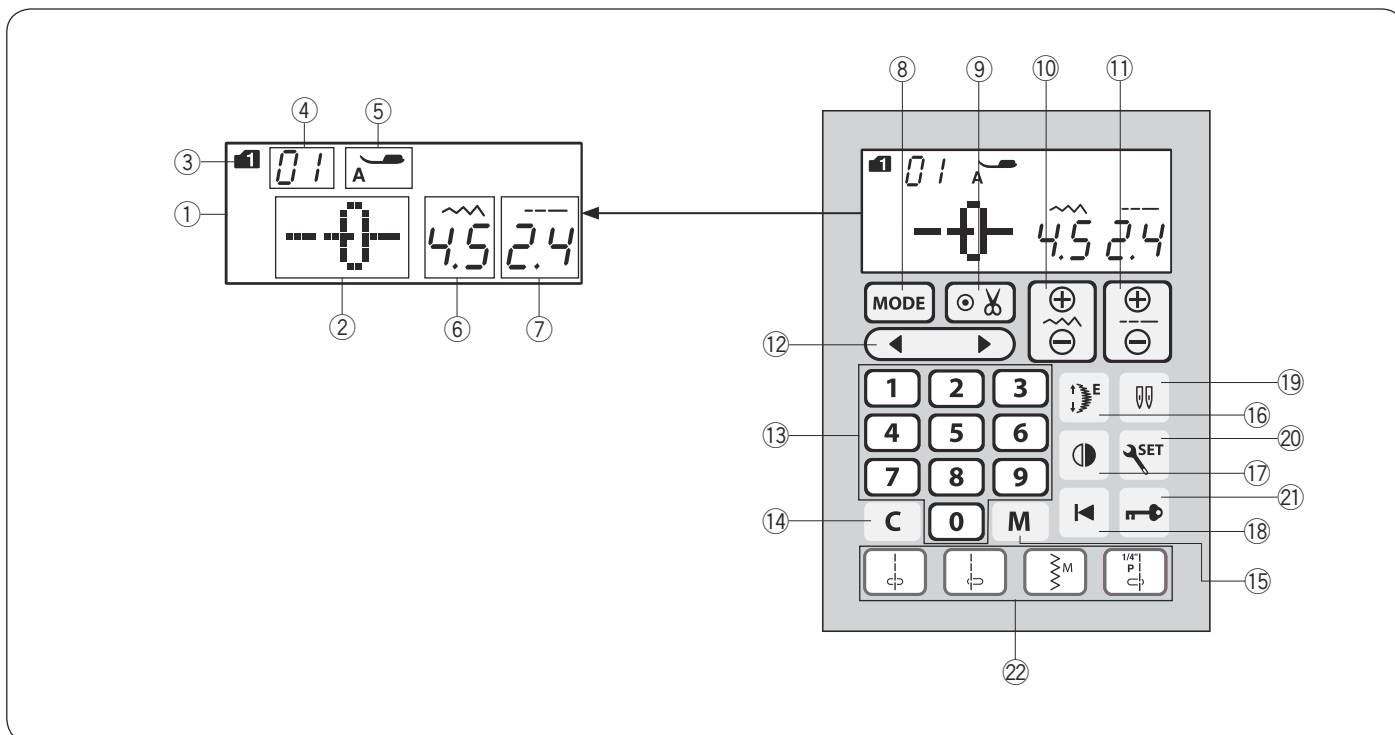 ④ ⑤
③ 1 01 A
①
4.5 2.4
② ⑥ ⑦
⑧ ⑨ ⑩ ⑪
1 01 A
4.5 2.4
MODE
⑫
1 2 3
E
⑲
⑯
⑬
4 5 6
SET
⑳
⑰
7 8 9
㉑
⑭ C 0 M
⑱
M
1/4"
P
⑮
㉒